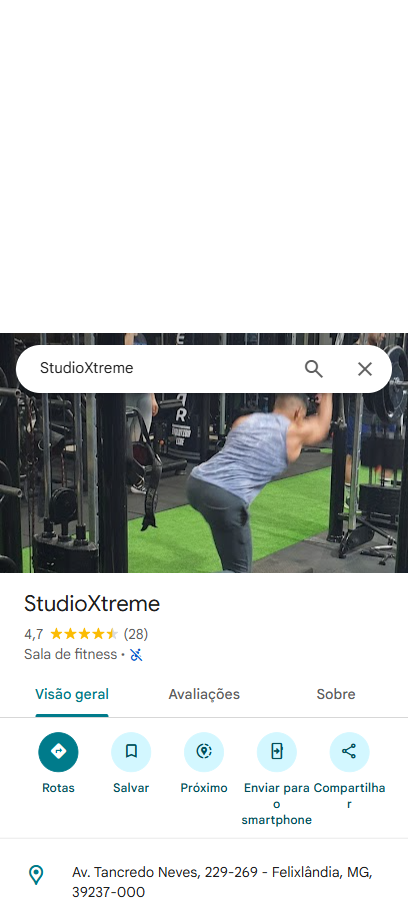 StudioXtreme
StudioXtreme
4,7 (28)
Sala de fitness ·
Visão geral
Avaliações
Sobre
Rotas
Salvar
Próximo
Enviar para
o
smartphone
Compartilha
r
Av. Tancredo Neves, 229-269 - Felixlândia, MG,
39237-000